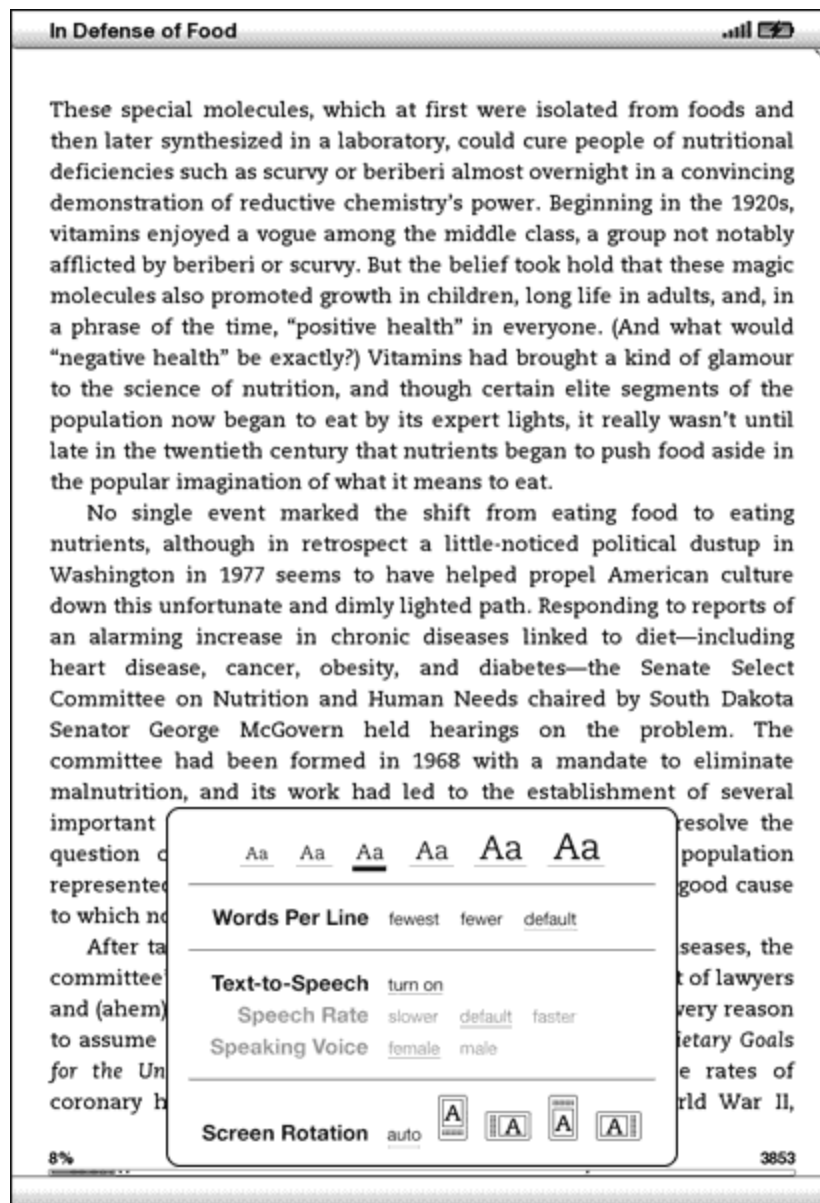 In Defense of Food
These special molecules, which at first were isolated from foods and
then later synthesized in a laboratory, could cure people of nutritional
deficiencies such as scurvy or beriberi almost overnight in a convincing
demonstration of reductive chemistry's power. Beginning in the 1920s,
vitamins enjoyed a vogue among the middle class, a group not notably
afflicted by beriberi or scurvy. But the belief took hold that these magic
molecules also promoted growth in children, long life in adults, and, in
a phrase of the time, “positive health” in everyone. (And what would
“negative health” be exactly?) Vitamins had brought a kind of glamour
to the science of nutrition, and though certain elite segments of the
population now began to eat by its expert lights, it really wasn't until
late in the twentieth century that nutrients began to push food aside in
the popular imagination of what it means to eat.
No single event marked the shift from eating food to eating
nutrients, although in retrospect a little-noticed political dustup in
Washington in 1977 seems to have helped propel American culture
down this unfortunate and dimly lighted path. Responding to reports of
an alarming increase in chronic diseases linked to diet—including
heart disease, cancer, obesity, and diabetes—the Senate Select
Committee on Nutrition and Human Needs chaired by South Dakota
Senator George McGovern held hearings on the problem. The
committee had been formed in 1968 with a mandate to eliminate
malnutrition, and its work had led to the establishment of several
important resolve the
question population
represented good cause
to which
After seases, the
committee' of lawyers
and (ahem) very reason
to assume ietary Goals
for the Un rates of
coronary h rld War II,
Aa Aa Aa Aa Aa Aa
Words Per Line fewest fewer default
Text-to-Speech turn on
Speech Rate slower default faster
Speaking Voice female male
Screen Rotation auto A A A A
8% 3853